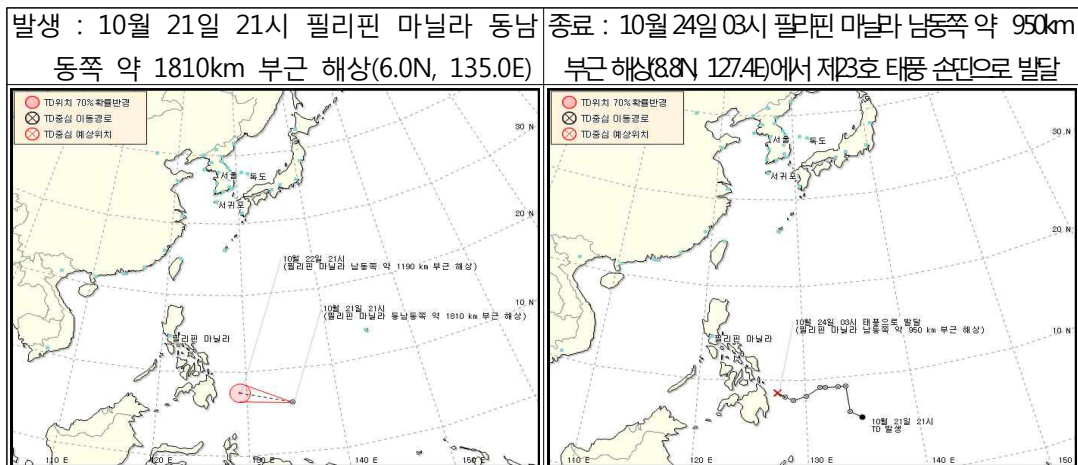 발생 : 10월 21일 21시 필리핀 마닐라 동남
동쪽 약 1810km 부근 해상(6.0N, 135.0E)
TD위치 70%확률반경
TD중심 이동경로
TD중심 예상위치
30 N
서울
독도
서귀포
20 N
10월 22일 21시
(필리핀 마닐라 남동쪽 약 1190 km 부근 해상)
10월 21일 21시
(필리핀 마닐라 동남동쪽 약 1810 km 부근 해상)
10 N
필리핀 마닐라
110 E
120 E
130 E
140 E
150
종료 : 10월 24일 03시 필리핀 마닐라 남동쪽 약 950km
부근 해상(8.8N, 127.4E)에서 제23호 태풍 손띤으로 발달
TD위치 70%확률반경
TD중심 이동경로
TD중심 예상위치
30 N
서울
독도
서귀포
20 N
10월 24일 03시 태풍으로 발달
(필리핀 마닐라 남동쪽 약 950 km 부근 해상)
필리핀 마닐라
10 N
10월 21일 21시
TD 발생
110 E
120 E
130 E
140 E
150